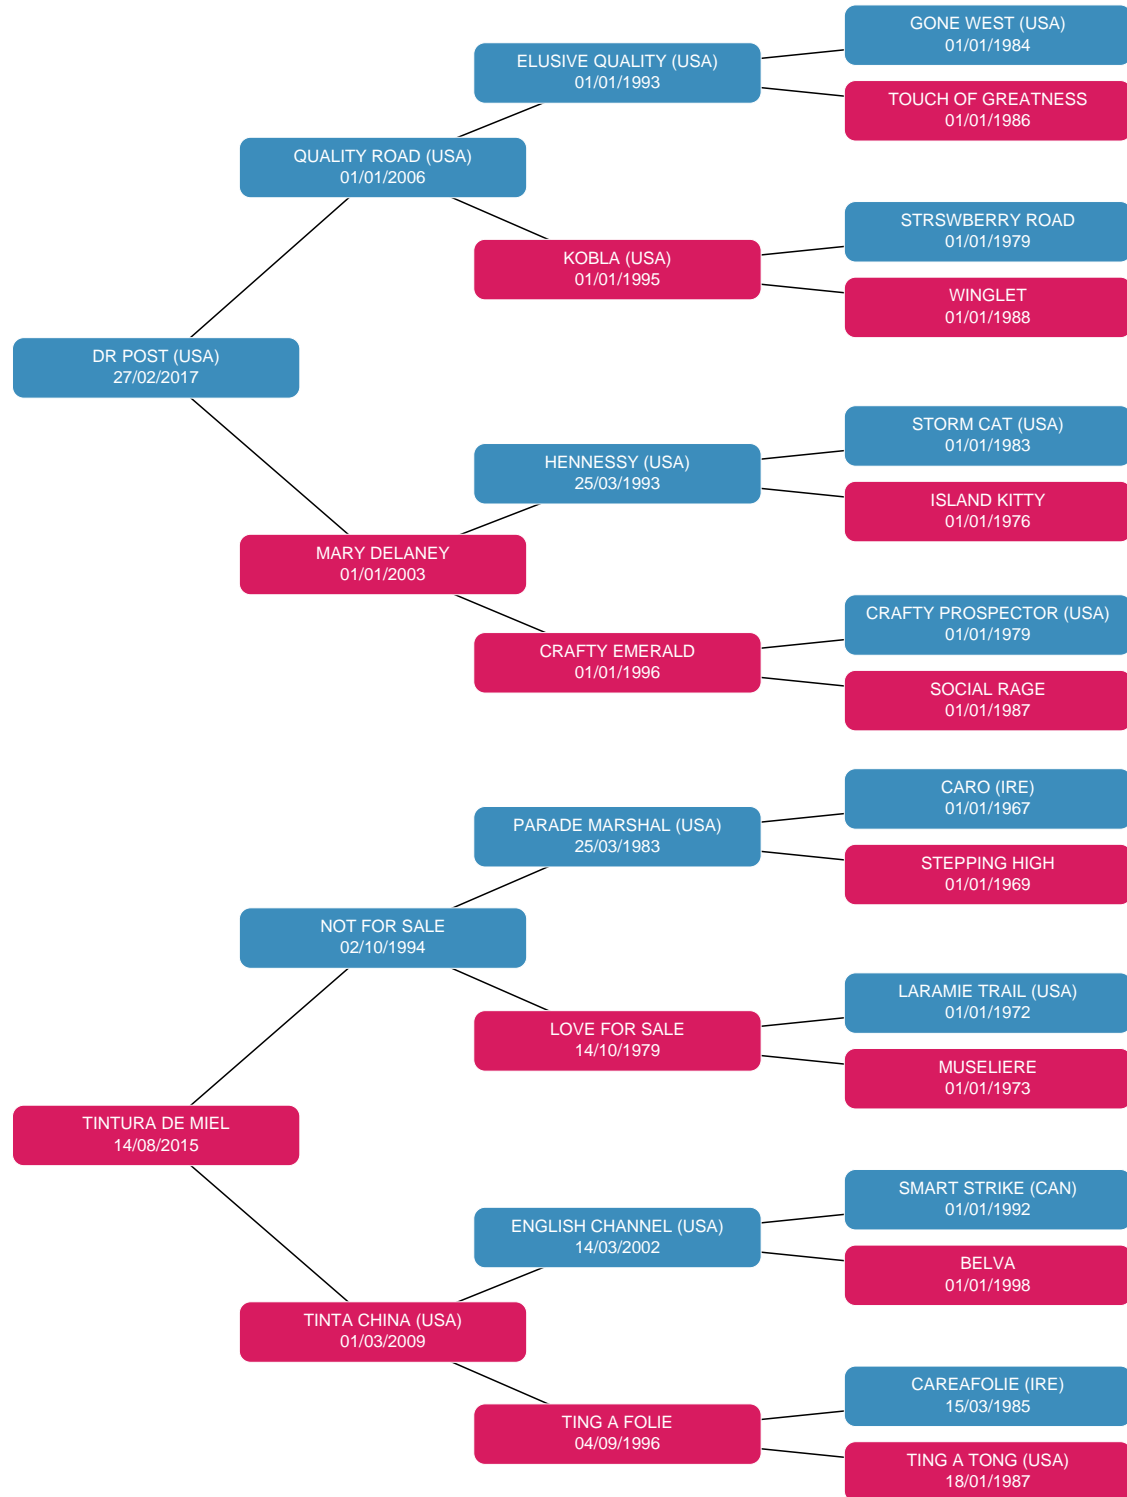 GONE WEST (USA)
01/01/1984
ELUSIVE QUALITY (USA)
01/01/1993
TOUCH OF GREATNESS
01/01/1986
QUALITY ROAD (USA)
01/01/2006
STRSWBERRY ROAD
01/01/1979
KOBLA (USA)
01/01/1995
WINGLET
01/01/1988
DR POST (USA)
27/02/2017
STORM CAT (USA)
01/01/1983
HENNESSY (USA)
25/03/1993
ISLAND KITTY
01/01/1976
MARY DELANEY
01/01/2003
CRAFTY PROSPECTOR (USA)
01/01/1979
CRAFTY EMERALD
01/01/1996
SOCIAL RAGE
01/01/1987
CARO (IRE)
01/01/1967
PARADE MARSHAL (USA)
25/03/1983
STEPPING HIGH
01/01/1969
NOT FOR SALE
02/10/1994
LARAMIE TRAIL (USA)
01/01/1972
LOVE FOR SALE
14/10/1979
MUSELIERE
01/01/1973
TINTURA DE MIEL
14/08/2015
SMART STRIKE (CAN)
01/01/1992
ENGLISH CHANNEL (USA)
14/03/2002
BELVA
01/01/1998
TINTA CHINA (USA)
01/03/2009
CAREAFOLIE (IRE)
15/03/1985
TING A FOLIE
04/09/1996
TING A TONG (USA)
18/01/1987